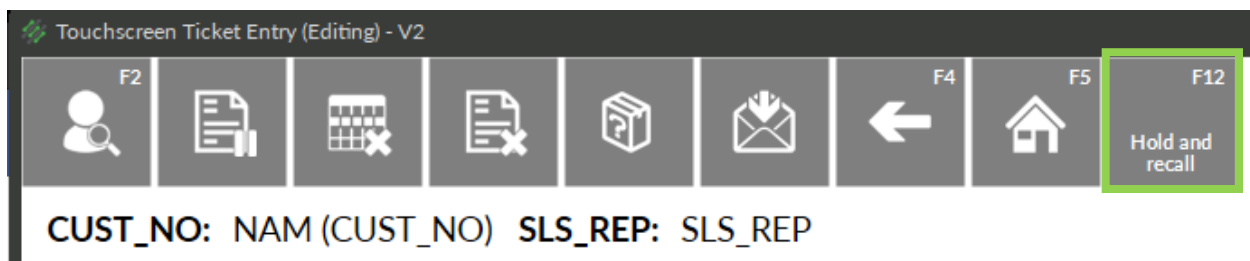 Touchscreen Ticket Entry (Editing) - V2
F2
F4
F5
F12
Hold and
recall
CUST_NO: NAM (CUST_NO) SLS_REP: SLS_REP